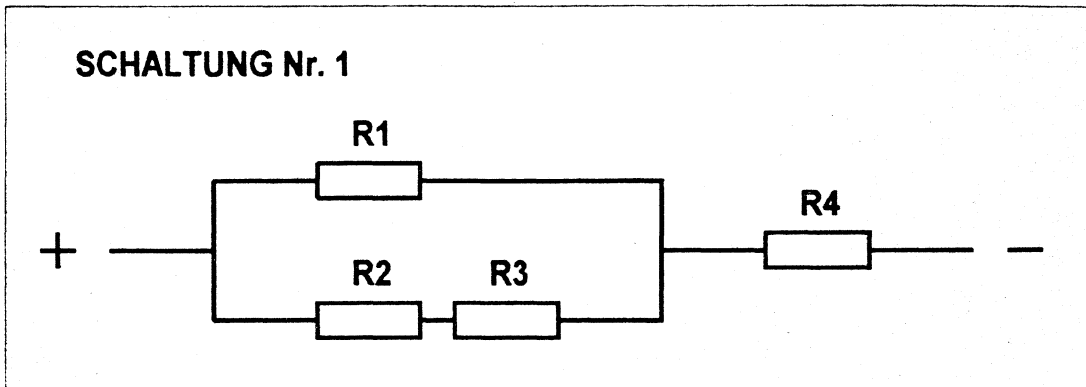 SCHALTUNG Nr. 1
R1
R4
R2 R3
+ −